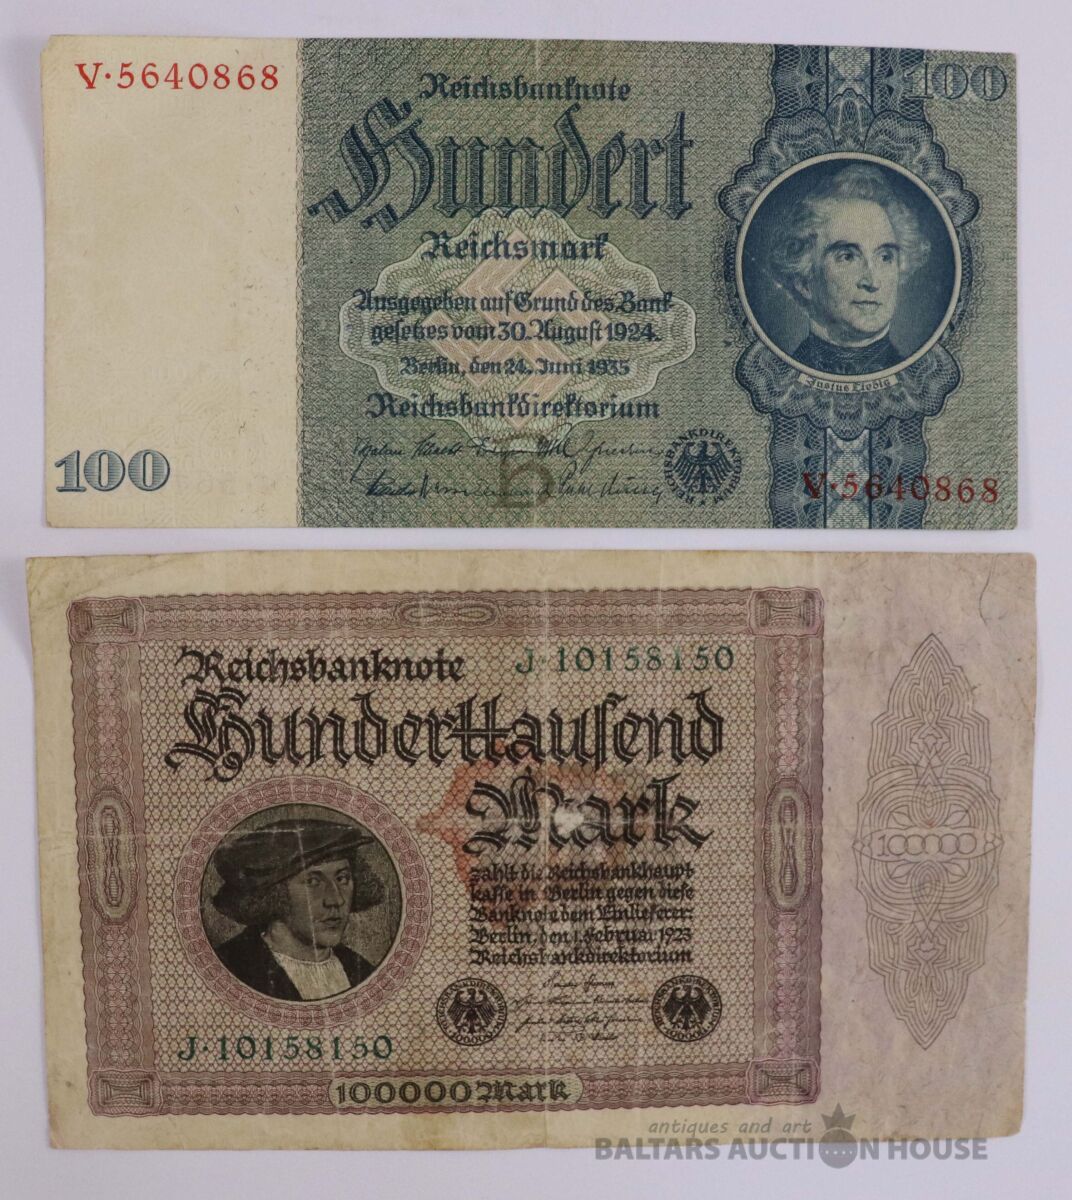 V·5640868
100
Reichsbanknote
Hundert
Reichsmark
Ausgegeben auf Grund des Bank-
gesetzes vom 30. August 1924.
Berlin, den 24. Juni 1935
Reichsbankdirektorium
REICHSBANKDIREKTORIUM
b
Justus Liebig
V·5640868
100
Reichsbanknote J·10158150
Hunderttausend
Mark
zahlt die Reichsbankhaupt-
kasse in Berlin gegen diese
Banknote dem Einlieferer:
Berlin, den 1. Februar 1923
Reichsbankdirektorium
J·10158150
100000 Mark
antiques and art
BALTARS AUCTION HOUSE